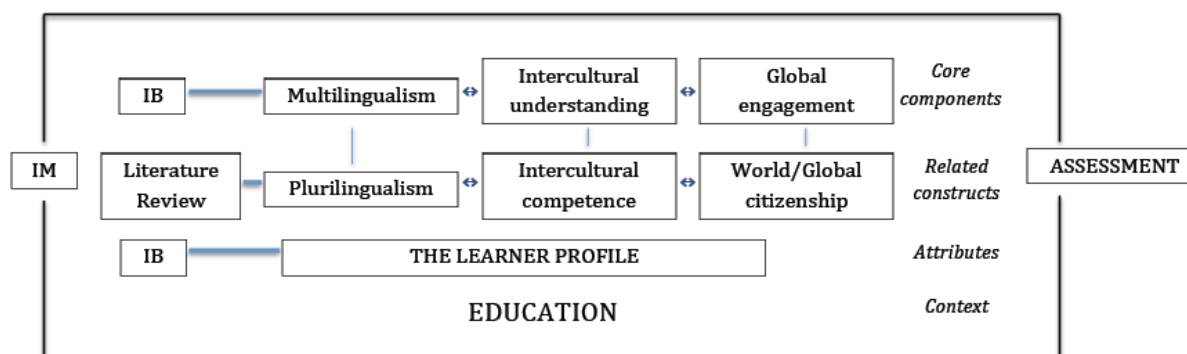 IB
Multilingualism
Intercultural
understanding
Global
engagement
Core
components
IM
Literature
Review
Plurilingualism
Intercultural
competence
World/Global
citizenship
Related
constructs
ASSESSMENT
IB
THE LEARNER PROFILE
Attributes
EDUCATION
Context